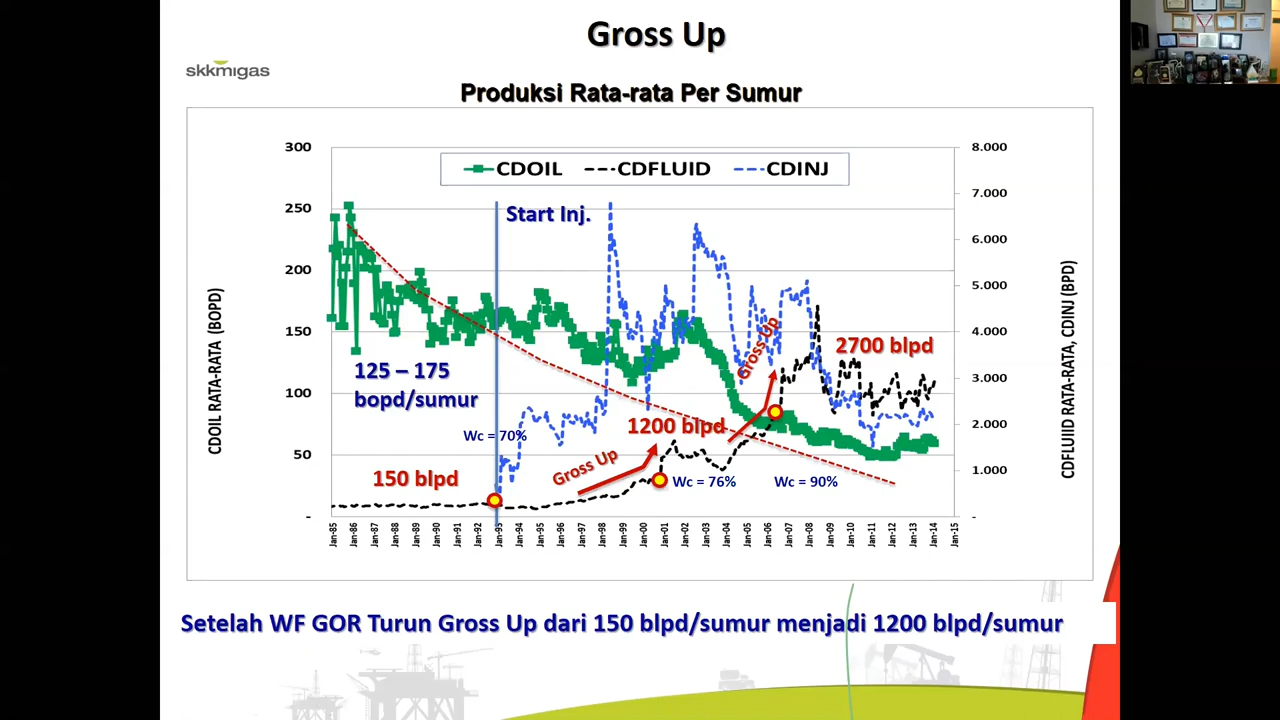 Gross Up
skkmigas
Produksi Rata-rata Per Sumur
300
250
200
150
100
50
-
8.000
7.000
6.000
5.000
4.000
3.000
2.000
1.000
-
CDOIL CDFLUID CDINJ
CDOIL RATA-RATA (BOPD)
CDFLUID RATA-RATA, CDINJ (BPD)
Start Inj.
125 – 175
bopd/sumur
Wc = 70%
150 blpd
Gross Up
1200 blpd
Wc = 76%
Gross Up
2700 blpd
Wc = 90%
Jan-85
Jan-86
Jan-87
Jan-88
Jan-89
Jan-90
Jan-91
Jan-92
Jan-93
Jan-94
Jan-95
Jan-96
Jan-97
Jan-98
Jan-99
Jan-00
Jan-01
Jan-02
Jan-03
Jan-04
Jan-05
Jan-06
Jan-07
Jan-08
Jan-09
Jan-10
Jan-11
Jan-12
Jan-13
Jan-14
Jan-15
Setelah WF GOR Turun Gross Up dari 150 blpd/sumur menjadi 1200 blpd/sumur